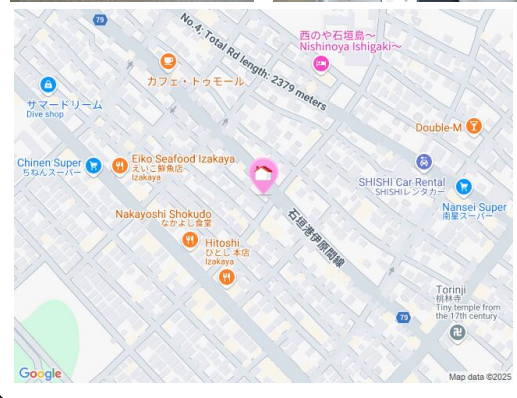 79
西のや石垣島〜
Nishinoya Ishigaki〜
No.4: Total Rd length: 2379 meters
カフェ・トゥモール
サマードリーム
Dive shop
Double-M
Chinen Super
ちねんスーパー
Eiko Seafood Izakaya
えいこ鮮魚店
Izakaya
SHISHI Car Rental
SHISHIレンタカー
Nansei Super
南星スーパー
Nakayoshi Shokudo
なかよし食堂
石垣港伊原間線
Hitoshi
ひとし 本店
Izakaya
Torinji
桃林寺
Tiny temple from
the 17th century
79
Google
Map data ©2025